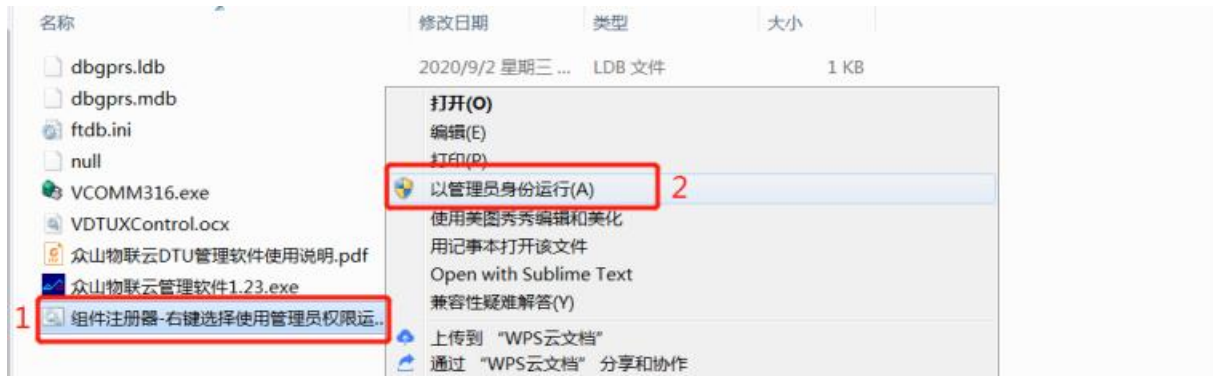 名称 修改日期 类型 大小
dbgprs.ldb 2020/9/2 星期三 ... LDB 文件 1 KB
dbgprs.mdb
ftdb.ini
null
VCOMM316.exe
VDTUXControl.ocx
众山物联云DTU管理软件使用说明.pdf
众山物联云管理软件1.23.exe
1 组件注册器-右键选择使用管理员权限运...
打开(O)
编辑(E)
打印(P)
以管理员身份运行(A) 2
使用美图秀秀编辑和美化
用记事本打开该文件
Open with Sublime Text
兼容性疑难解答(Y)
上传到 “WPS云文档”
通过 “WPS云文档” 分享和协作